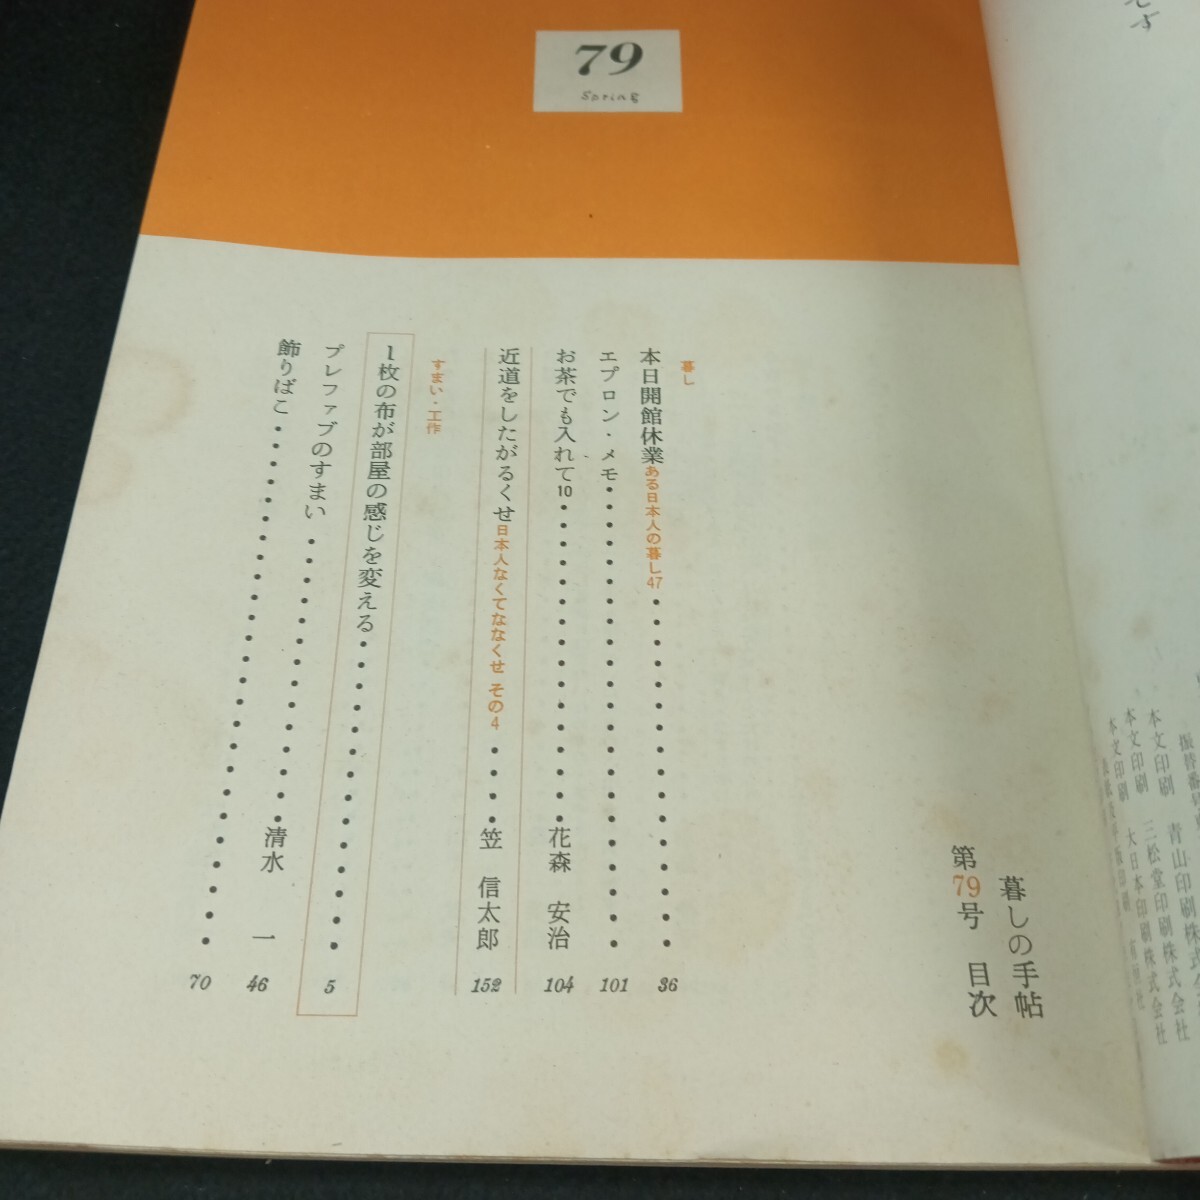 79
Spring
暮しの手帖
第79号 目次
暮し
本日開館休業 ある日本人の暮し47 36
エプロン・メモ 101
お茶でも入れて10 花森 安治 104
近道をしたがるくせ 日本人なくてななくせ その4 笠 信太郎 152
すまい・工作
1枚の布が部屋の感じを変える 5
プレファブのすまい 清水 一 46
飾りばこ 70
本文印刷 青山印刷株式会社
本文印刷 三松堂印刷株式会社
本文印刷 大日本印刷株式会社